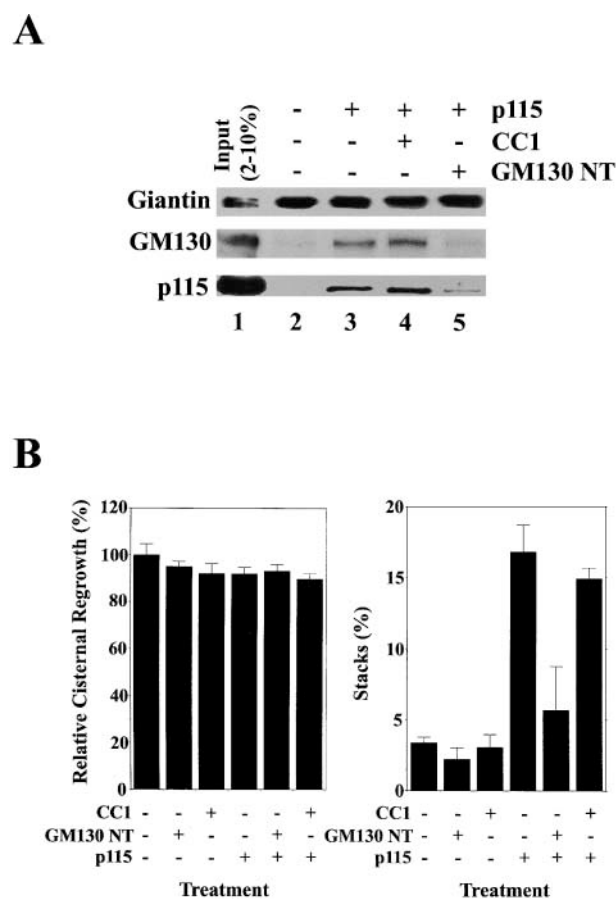 A
Input
(2-10%)
- + + + p115
- - + - CC1
- - - + GM130 NT
Giantin
GM130
p115
1 2 3 4 5
B
Relative Cisternal Regrowth (%)
120
100
80
60
40
20
0
CC1 - - + - - +
GM130 NT - + - - + -
p115 - - - + + +
Treatment
Stacks (%)
20
15
10
5
0
CC1 - - + - - +
GM130 NT - + - - + -
p115 - - - + + +
Treatment